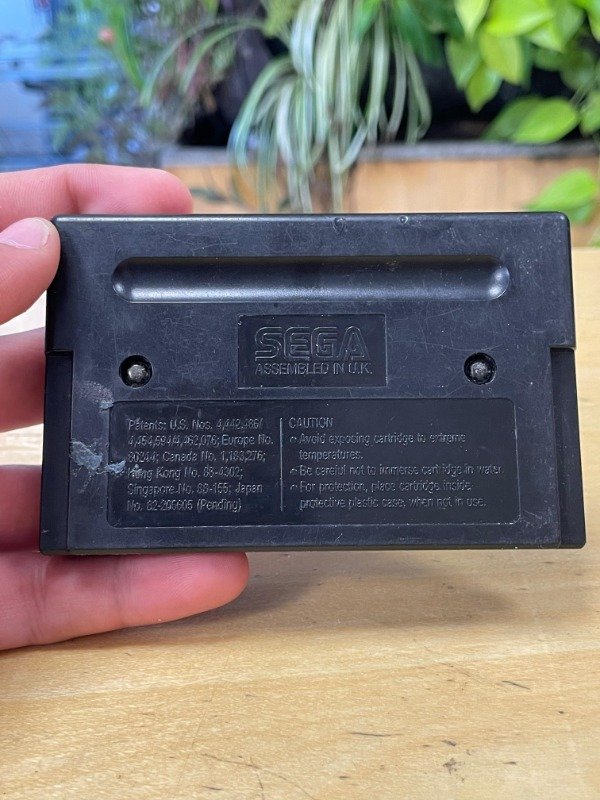 SEGA
ASSEMBLED IN U.K.
Patents: U.S. Nos. 4,442,486/
4,454,594/4,462,076; Europe No.
80244; Canada No. 1,183,276;
Hong Kong No. 88-4302;
Singapore No. 88-155; Japan
No. 82-205605 (Pending)
CAUTION
• Avoid exposing cartridge to extreme
temperatures.
• Be careful not to immerse cartridge in water.
• For protection, place cartridge inside
protective plastic case, when not in use.